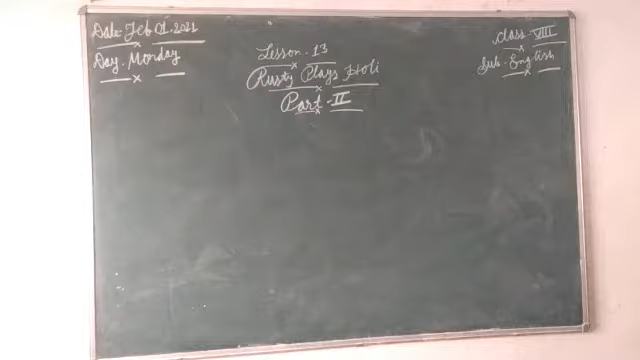 Date: Feb 01, 2021
Day. Monday
Lesson. 13
Rusty Plays Holi
Part - II
Class. VIII
Sub. English